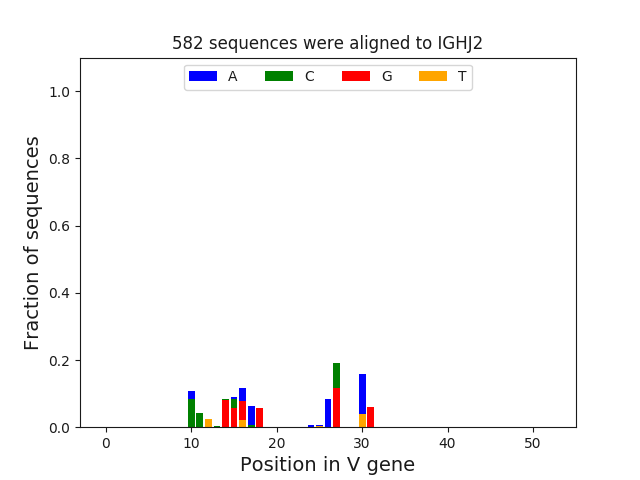 582 sequences were aligned to IGHJ2
A C G T
1.0
0.8
0.6
0.4
0.2
0.0
Fraction of sequences
0 10 20 30 40 50
Position in V gene